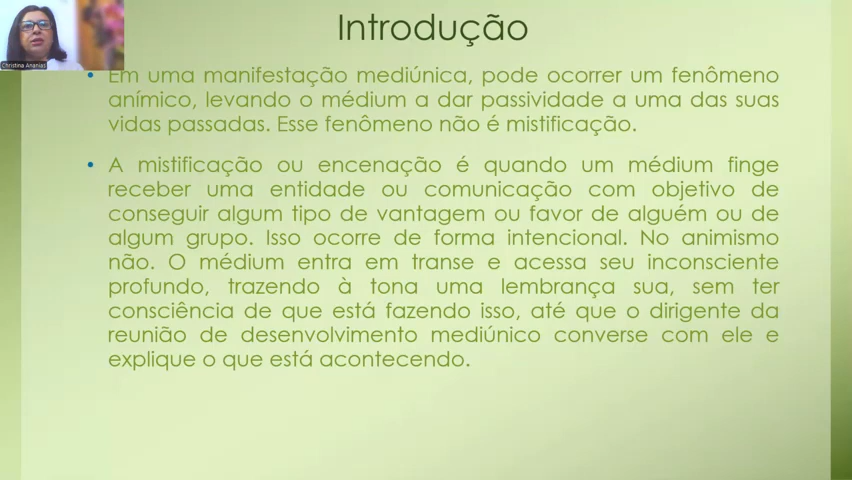 Introdução
Christina Ananias
• Em uma manifestação mediúnica, pode ocorrer um fenômeno
anímico, levando o médium a dar passividade a uma das suas
vidas passadas. Esse fenômeno não é mistificação.
• A mistificação ou encenação é quando um médium finge
receber uma entidade ou comunicação com objetivo de
conseguir algum tipo de vantagem ou favor de alguém ou de
algum grupo. Isso ocorre de forma intencional. No animismo
não. O médium entra em transe e acessa seu inconsciente
profundo, trazendo à tona uma lembrança sua, sem ter
consciência de que está fazendo isso, até que o dirigente da
reunião de desenvolvimento mediúnico converse com ele e
explique o que está acontecendo.